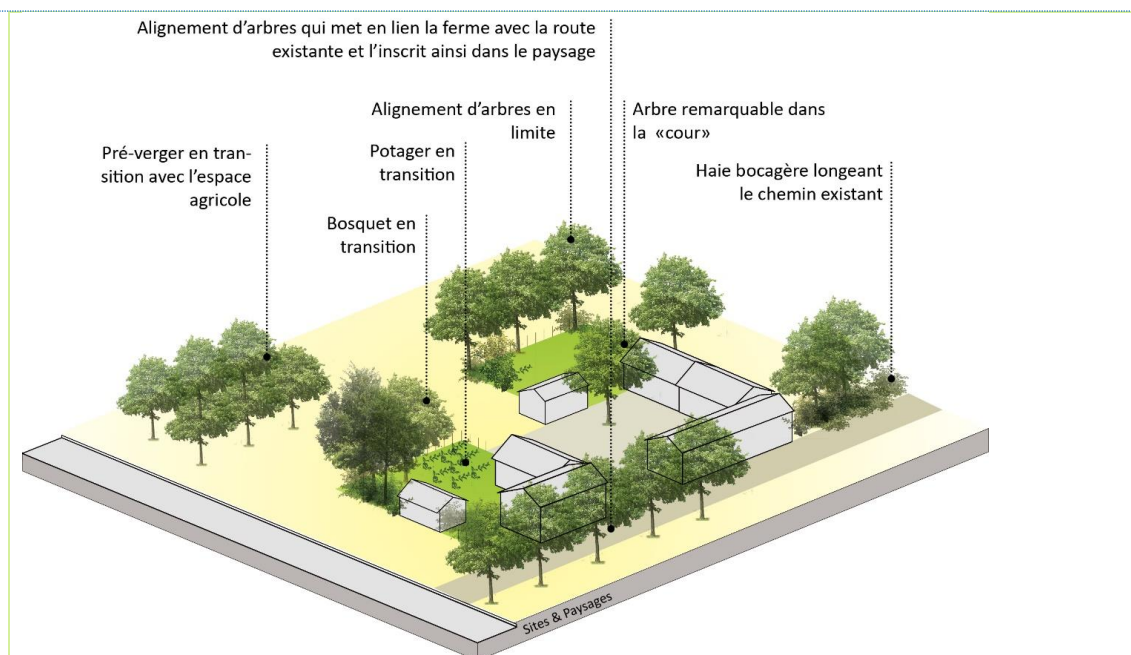 Alignement d’arbres qui met en lien la ferme avec la route
existante et l’inscrit ainsi dans le paysage
Alignement d’arbres en
limite
Arbre remarquable dans
la «cour»
Pré-verger en tran-
sition avec l’espace
agricole
Potager en
transition
Haie bocagère longeant
le chemin existant
Bosquet en
transition
Sites & Paysages